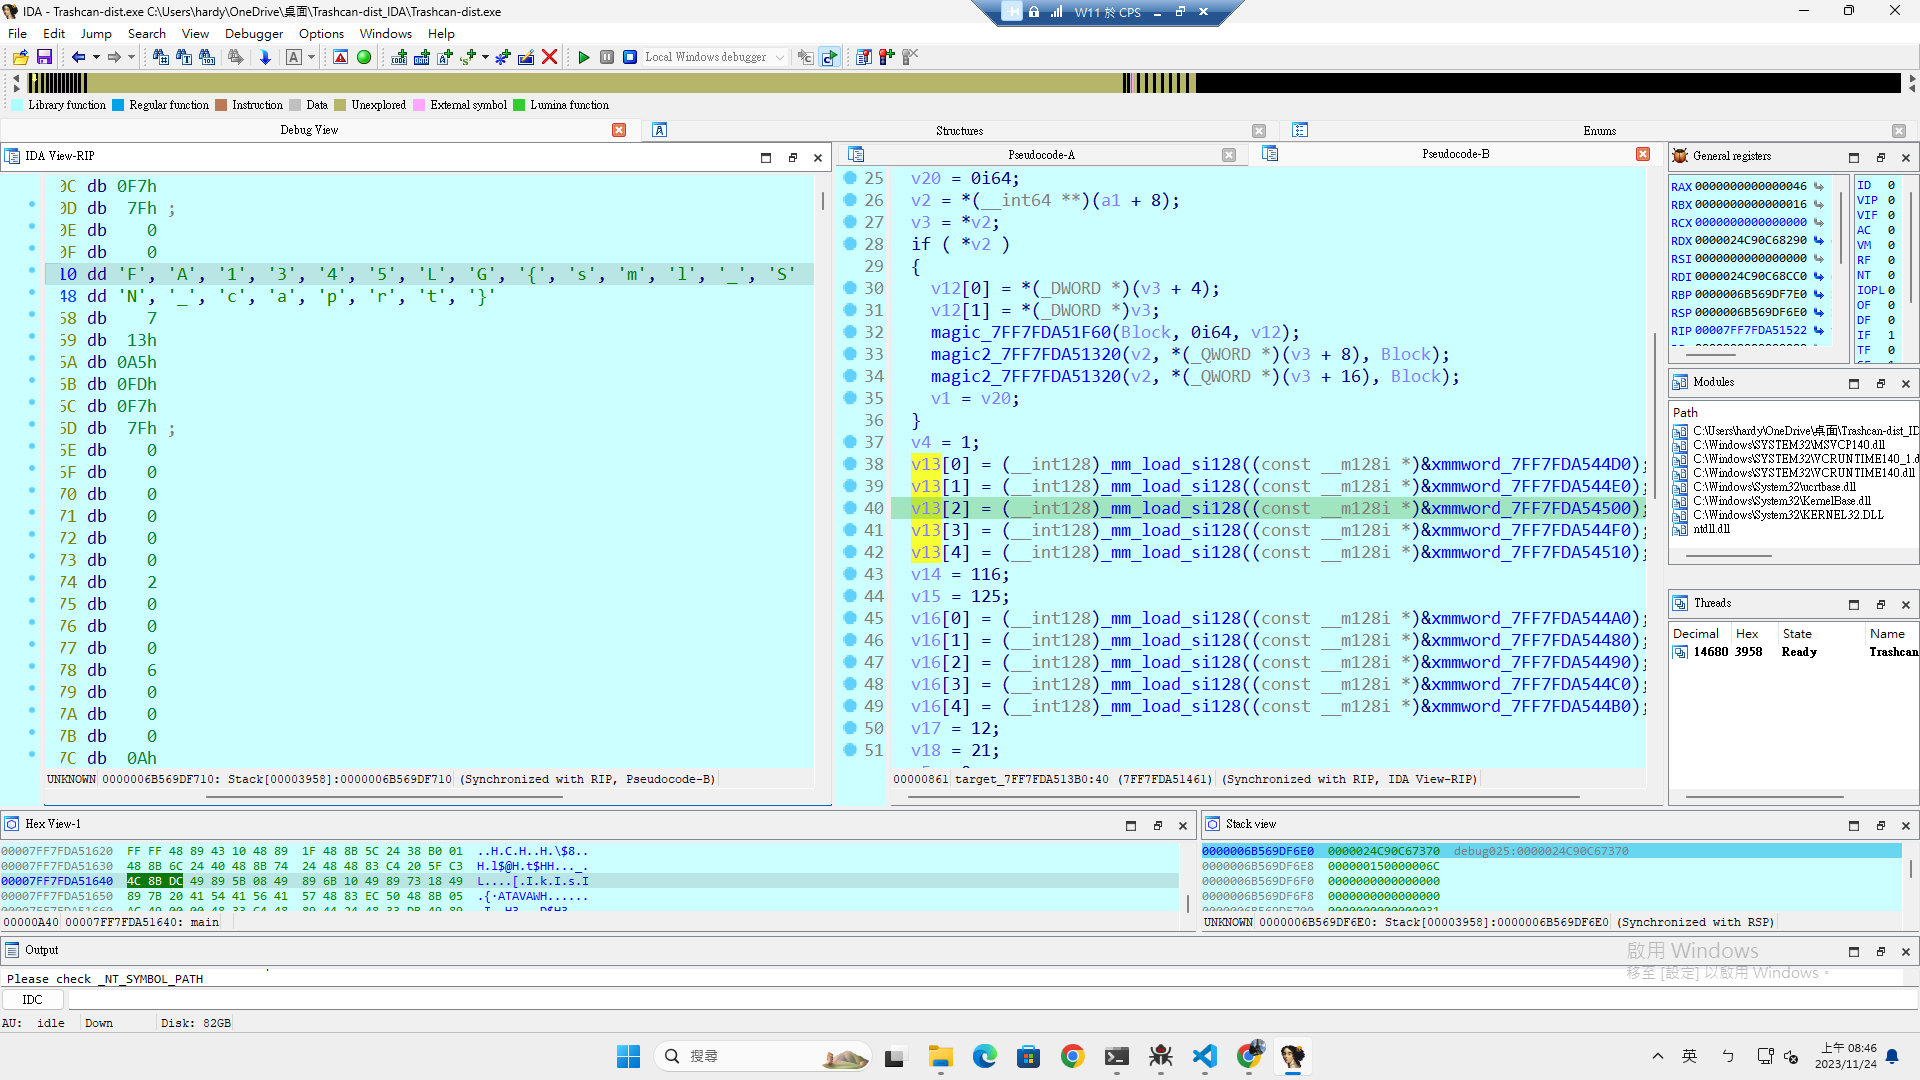 IDA - Trashcan-dist.exe C:\Users\hardy\OneDrive\桌面\Trashcan-dist_IDA\Trashcan-dist.exe
W11 於 CPS
File Edit Jump Search View Debugger Options Windows Help
Local Windows debugger
Library function Regular function Instruction Data Unexplored External symbol Lumina function
Debug View
Structures
Enums
IDA View-RIP
0C db 0F7h
0D db 7Fh ;
0E db 0
0F db 0
10 dd 'F', 'A', '1', '3', '4', '5', 'L', 'G', '{', 's', 'm', 'l', '_', 'S'
48 dd 'N', '_', 'c', 'a', 'p', 'r', 't', '}'
68 db 7
69 db 13h
6A db 0A5h
6B db 0FDh
6C db 0F7h
6D db 7Fh ;
6E db 0
6F db 0
70 db 0
71 db 0
72 db 0
73 db 0
74 db 2
75 db 0
76 db 0
77 db 0
78 db 6
79 db 0
7A db 0
7B db 0
7C db 0Ah
UNKNOWN 0000006B569DF710: Stack[00003958]:0000006B569DF710 (Synchronized with RIP, Pseudocode-B)
Pseudocode-A
Pseudocode-B
25 v20 = 0i64;
26 v2 = *(__int64 **)(a1 + 8);
27 v3 = *v2;
28 if ( *v2 )
29 {
30 v12[0] = *(_DWORD *)(v3 + 4);
31 v12[1] = *(_DWORD *)v3;
32 magic_7FF7FDA51F60(Block, 0i64, v12);
33 magic2_7FF7FDA51320(v2, *(_QWORD *)(v3 + 8), Block);
34 magic2_7FF7FDA51320(v2, *(_QWORD *)(v3 + 16), Block);
35 v1 = v20;
36 }
37 v4 = 1;
38 v13[0] = (__int128)_mm_load_si128((const __m128i *)&xmmword_7FF7FDA544D0);
39 v13[1] = (__int128)_mm_load_si128((const __m128i *)&xmmword_7FF7FDA544E0);
40 v13[2] = (__int128)_mm_load_si128((const __m128i *)&xmmword_7FF7FDA54500);
41 v13[3] = (__int128)_mm_load_si128((const __m128i *)&xmmword_7FF7FDA544F0);
42 v13[4] = (__int128)_mm_load_si128((const __m128i *)&xmmword_7FF7FDA54510);
43 v14 = 116;
44 v15 = 125;
45 v16[0] = (__int128)_mm_load_si128((const __m128i *)&xmmword_7FF7FDA544A0);
46 v16[1] = (__int128)_mm_load_si128((const __m128i *)&xmmword_7FF7FDA54480);
47 v16[2] = (__int128)_mm_load_si128((const __m128i *)&xmmword_7FF7FDA54490);
48 v16[3] = (__int128)_mm_load_si128((const __m128i *)&xmmword_7FF7FDA544C0);
49 v16[4] = (__int128)_mm_load_si128((const __m128i *)&xmmword_7FF7FDA544B0);
50 v17 = 12;
51 v18 = 21;
00000861 target_7FF7FDA513B0:40 (7FF7FDA51461) (Synchronized with RIP, IDA View-RIP)
General registers
RAX 0000000000000046
RBX 0000000000000016
RCX 0000000000000000
RDX 0000024C90C68290
RSI 0000000000000000
RDI 0000024C90C68CC0
RBP 0000006B569DF7E0
RSP 0000006B569DF6E0
RIP 00007FF7FDA51522
ID 0
VIP 0
VIF 0
AC 0
VM 0
RF 0
NT 0
IOPL 0
OF 0
DF 0
IF 1
TF 0
Modules
Path
C:\Users\hardy\OneDrive\桌面\Trashcan-dist_ID
C:\Windows\SYSTEM32\MSVCP140.dll
C:\Windows\SYSTEM32\VCRUNTIME140_1.d
C:\Windows\SYSTEM32\VCRUNTIME140.dll
C:\Windows\System32\ucrtbase.dll
C:\Windows\System32\KernelBase.dll
C:\Windows\System32\KERNEL32.DLL
ntdll.dll
Threads
Decimal Hex State Name
14680 3958 Ready Trashcan
Hex View-1
00007FF7FDA51620 FF FF 48 89 43 10 48 89 1F 48 8B 5C 24 38 B0 01 ..H.C.H..H.\$8..
00007FF7FDA51630 48 8B 6C 24 40 48 8B 74 24 48 48 83 C4 20 5F C3 H.l$@H.t$HH..._.
00007FF7FDA51640 4C 8B DC 49 89 5B 08 49 89 6B 10 49 89 73 18 49 L....[.I.k.I.s.I
00007FF7FDA51650 89 7B 20 41 54 41 56 41 57 48 83 EC 50 48 8B 05 .{·ATAVAWH......
00000A40 00007FF7FDA51640: main
Stack view
0000006B569DF6E0 0000024C90C67370 debug025:0000024C90C67370
0000006B569DF6E8 000000150000006C
0000006B569DF6F0 0000000000000000
0000006B569DF6F8 0000000000000000
UNKNOWN 0000006B569DF6E0: Stack[00003958]:0000006B569DF6E0 (Synchronized with RSP)
Output
啟用 Windows
移至 [設定] 以啟用 Windows。
Please check _NT_SYMBOL_PATH
IDC
AU: idle Down Disk: 82GB
搜尋
英
ㄅ
上午 08:46
2023/11/24